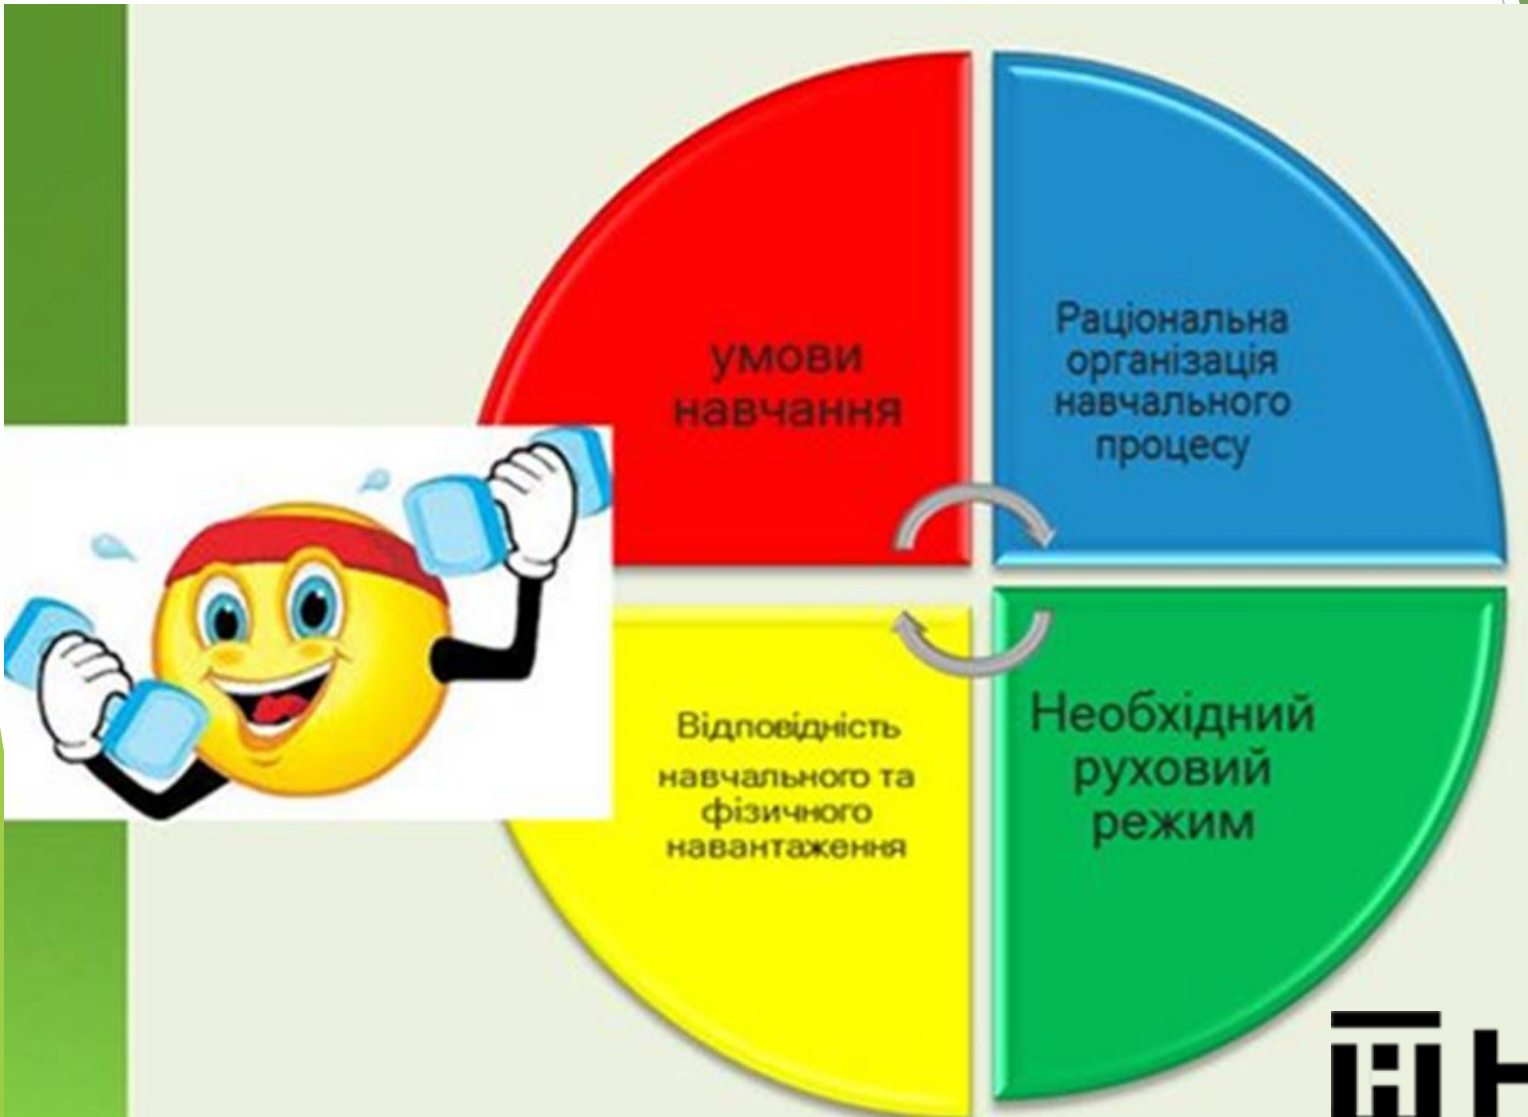 умови
навчання
Раціональна
організація
навчального
процесу
Відповідність
навчального та
фізичного
навантаження
Необхідний
руховий
режим